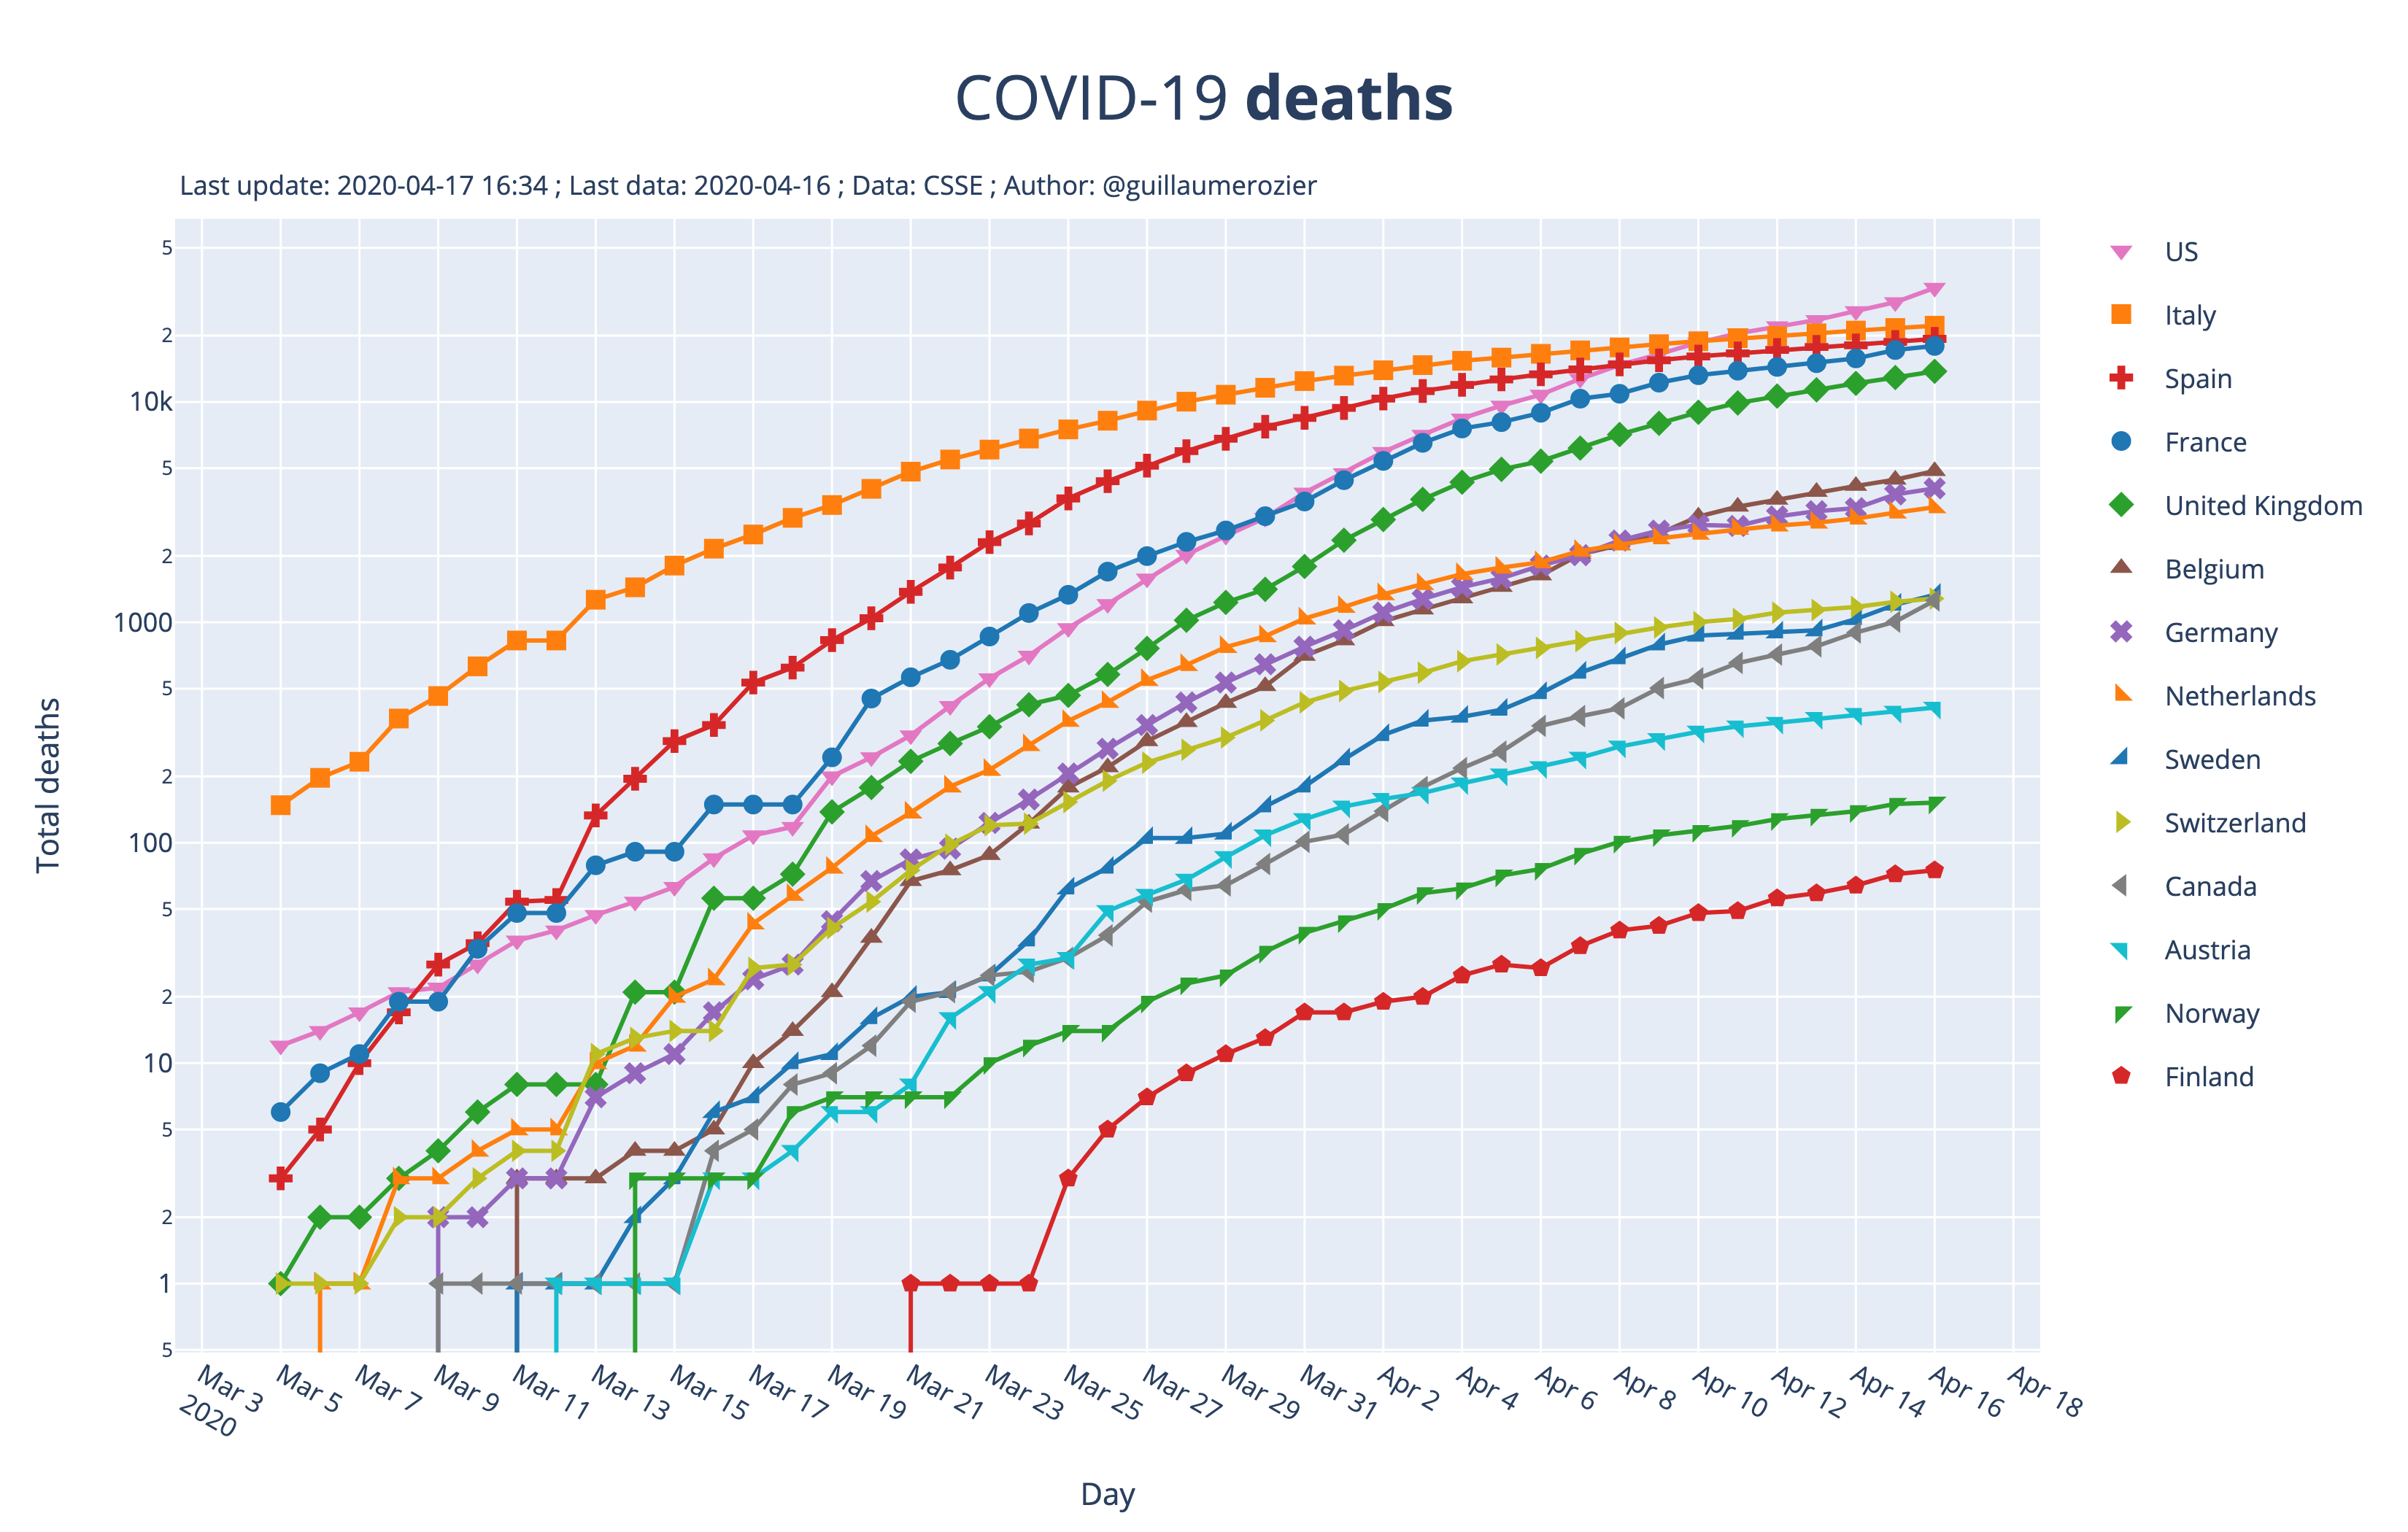 COVID-19 deaths
Last update: 2020-04-17 16:34 ; Last data: 2020-04-16 ; Data: CSSE ; Author: @guillaumerozier
Total deaths
5
2
10k
5
2
1000
5
2
100
5
2
10
5
2
1
5
Mar 3
2020
Mar 5
Mar 7
Mar 9
Mar 11
Mar 13
Mar 15
Mar 17
Mar 19
Mar 21
Mar 23
Mar 25
Mar 27
Mar 29
Mar 31
Apr 2
Apr 4
Apr 6
Apr 8
Apr 10
Apr 12
Apr 14
Apr 16
Apr 18
Day
US
Italy
Spain
France
United Kingdom
Belgium
Germany
Netherlands
Sweden
Switzerland
Canada
Austria
Norway
Finland